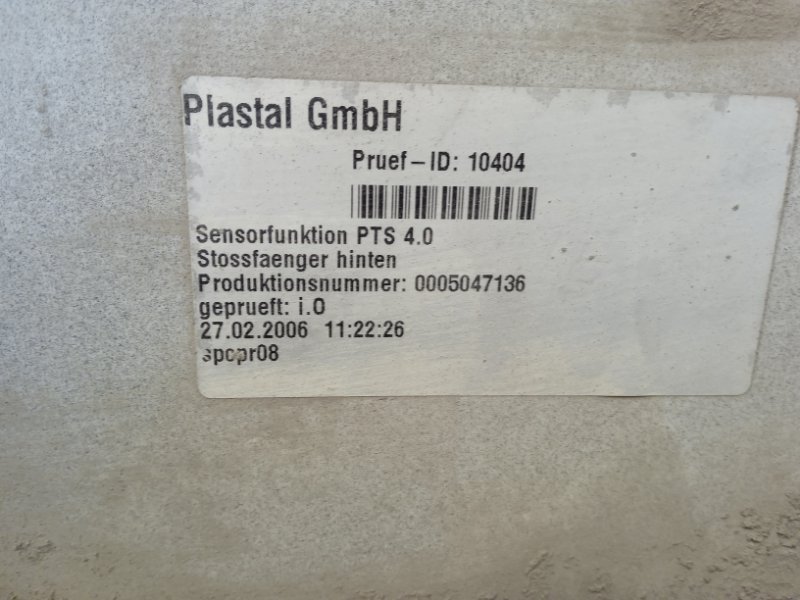 Plastal GmbH
Pruef-ID: 10404
Sensorfunktion PTS 4.0
Stossfaenger hinten
Produktionsnummer: 0005047136
geprueft: i.O
27.02.2006 11:22:26
spcpr08